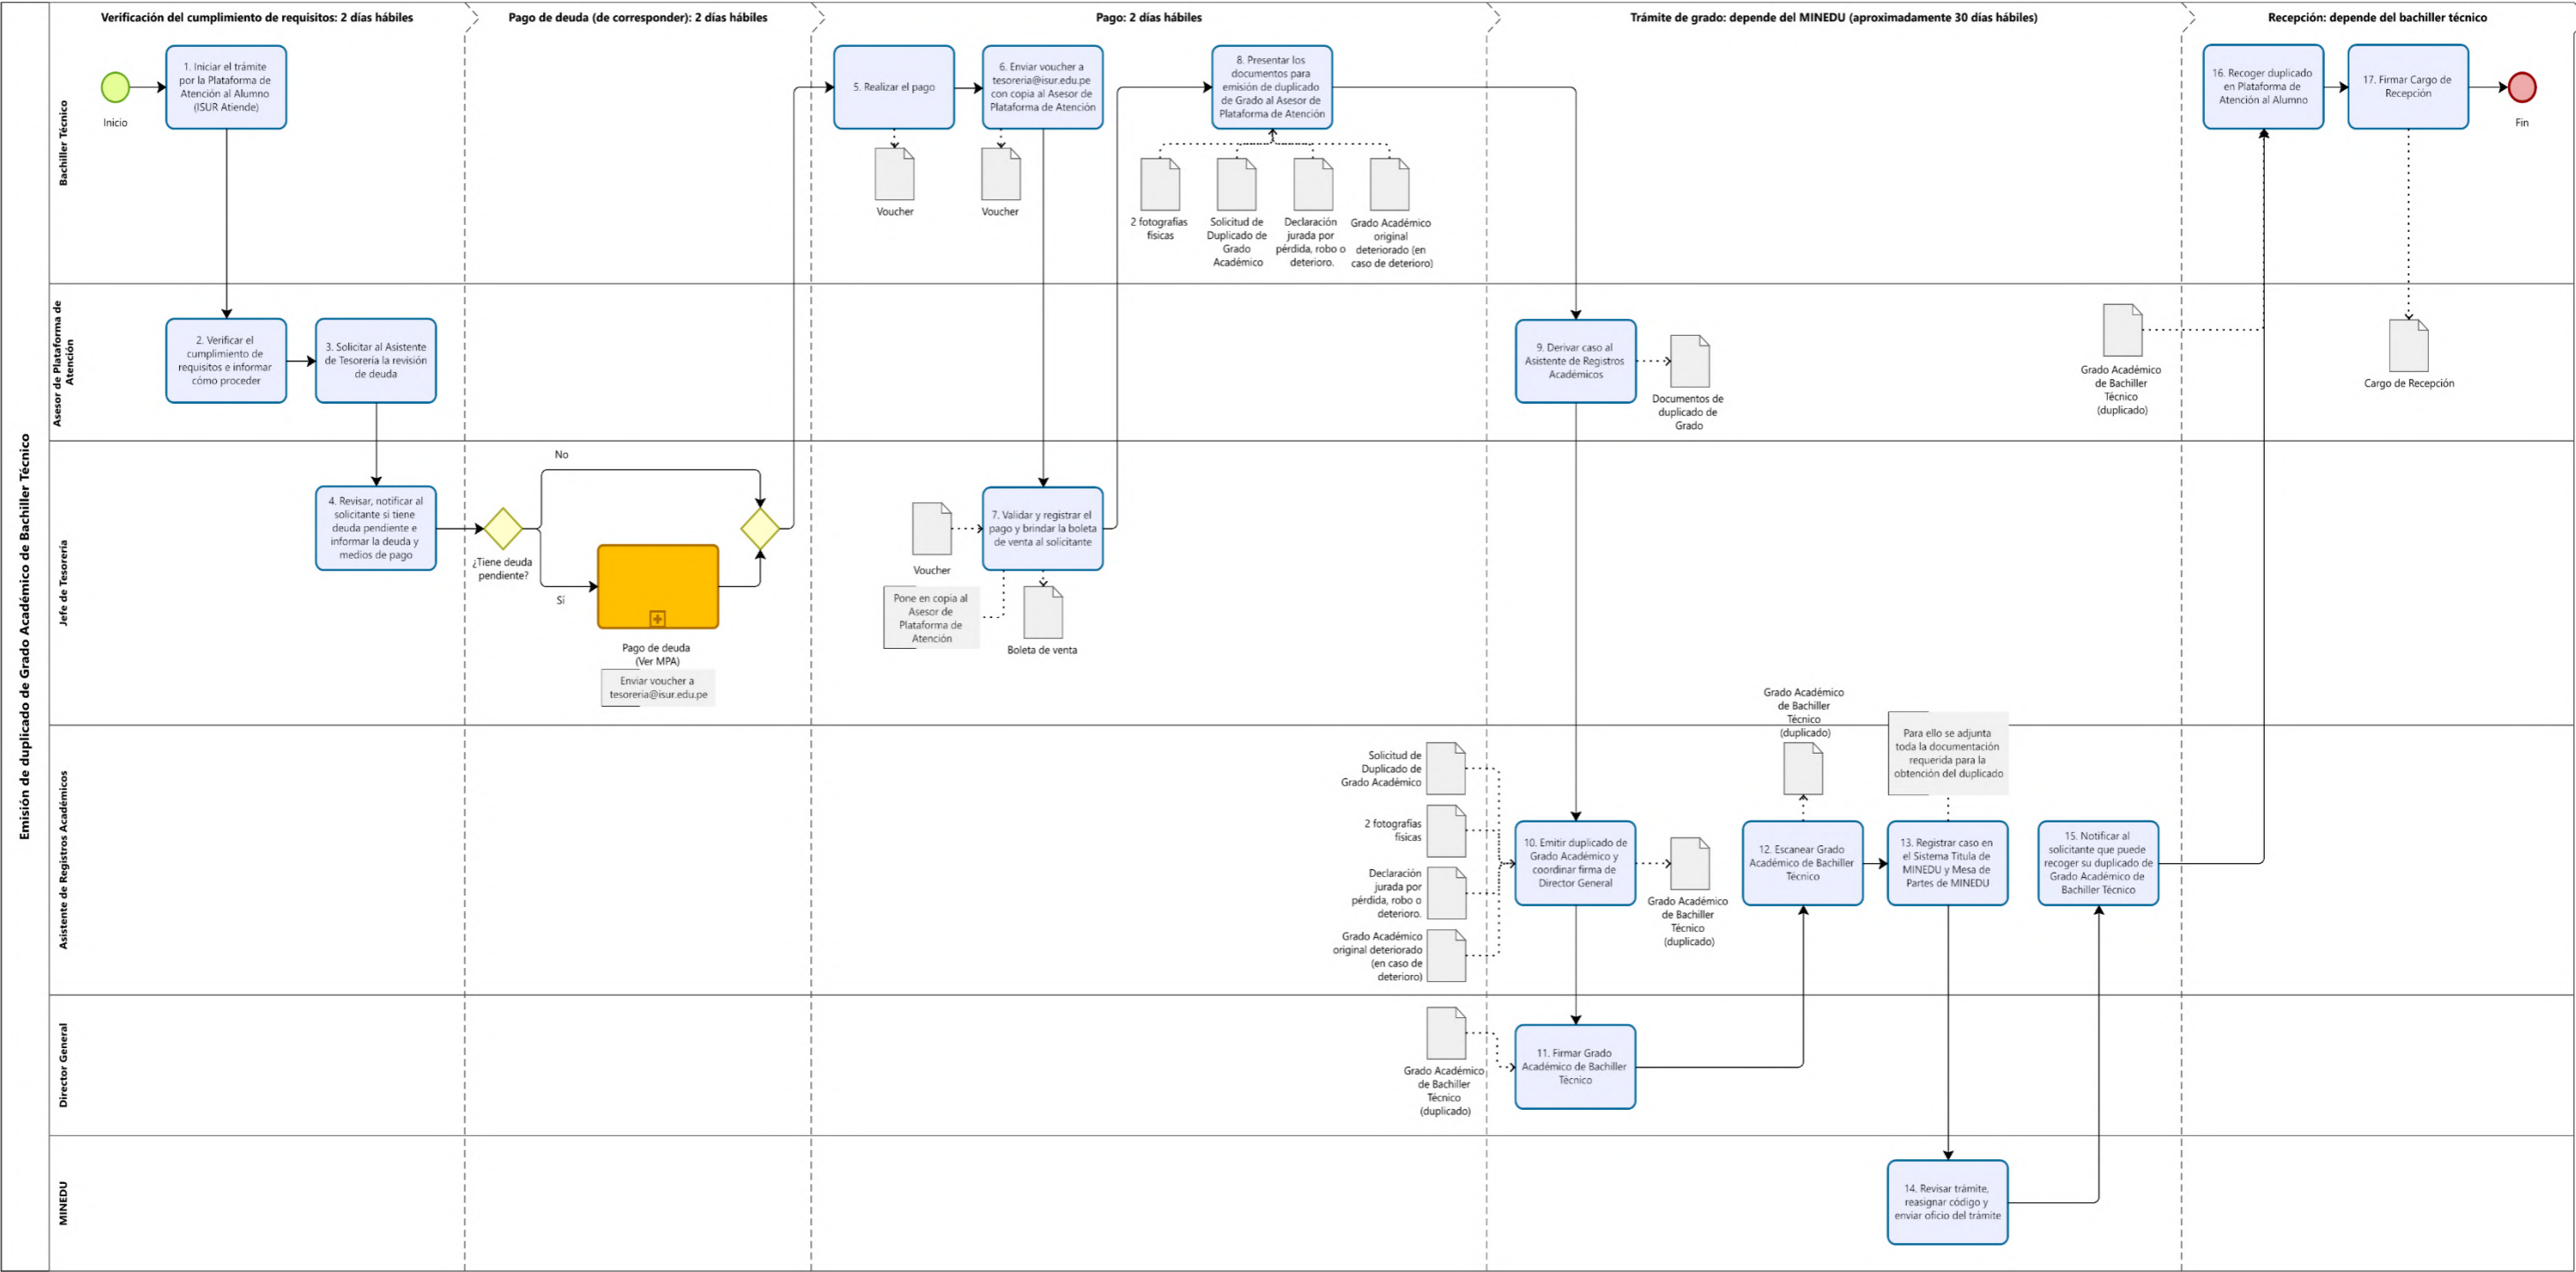 Verificación del cumplimiento de requisitos: 2 días hábiles
Pago de deuda (de corresponder): 2 días hábiles
Pago: 2 días hábiles
Trámite de grado: depende del MINEDU (aproximadamente 30 días hábiles)
Recepción: depende del bachiller técnico
Emisión de duplicado de Grado Académico de Bachiller Técnico
Bachiller Técnico
Inicio
1. Iniciar el trámite
por la Plataforma de
Atención al Alumno
(ISUR Atiende)
5. Realizar el pago
Voucher
6. Enviar voucher a
tesoreria@isur.edu.pe
con copia al Asesor de
Plataforma de Atención
Voucher
8. Presentar los
documentos para
emisión de duplicado
de Grado al Asesor de
Plataforma de Atención
2 fotografías
físicas
Solicitud de
Duplicado de
Grado
Académico
Declaración
jurada por
pérdida, robo o
deterioro.
Grado Académico
original
deteriorado (en
caso de deterioro)
16. Recoger duplicado
en Plataforma de
Atención al Alumno
17. Firmar Cargo de
Recepción
Fin
Asesor de Plataforma de
Atención
2. Verificar el
cumplimiento de
requisitos e informar
cómo proceder
3. Solicitar al Asistente
de Tesorería la revisión
de deuda
9. Derivar caso al
Asistente de Registros
Académicos
Documentos de
duplicado de
Grado
Grado Académico
de Bachiller
Técnico
(duplicado)
Cargo de Recepción
Jefe de Tesorería
4. Revisar, notificar al
solicitante si tiene
deuda pendiente e
informar la deuda y
medios de pago
¿Tiene deuda
pendiente?
No
Sí
Pago de deuda
(Ver MPA)
Enviar voucher a
tesoreria@isur.edu.pe
Voucher
7. Validar y registrar el
pago y brindar la boleta
de venta al solicitante
Pone en copia al
Asesor de
Plataforma de
Atención
Boleta de venta
Asistente de Registros Académicos
Solicitud de
Duplicado de
Grado Académico
2 fotografías
físicas
Declaración
jurada por
pérdida, robo o
deterioro.
Grado Académico
original deteriorado
(en caso de
deterioro)
10. Emitir duplicado de
Grado Académico y
coordinar firma de
Director General
Grado Académico
de Bachiller
Técnico
(duplicado)
Grado Académico
de Bachiller
Técnico
(duplicado)
12. Escanear Grado
Académico de Bachiller
Técnico
Para ello se adjunta
toda la documentación
requerida para la
obtención del duplicado
13. Registrar caso en
el Sistema Titula de
MINEDU y Mesa de
Partes de MINEDU
15. Notificar al
solicitante que puede
recoger su duplicado de
Grado Académico de
Bachiller Técnico
Director General
Grado Académico
de Bachiller
Técnico
(duplicado)
11. Firmar Grado
Académico de Bachiller
Técnico
MINEDU
14. Revisar trámite,
reasignar código y
enviar oficio del trámite